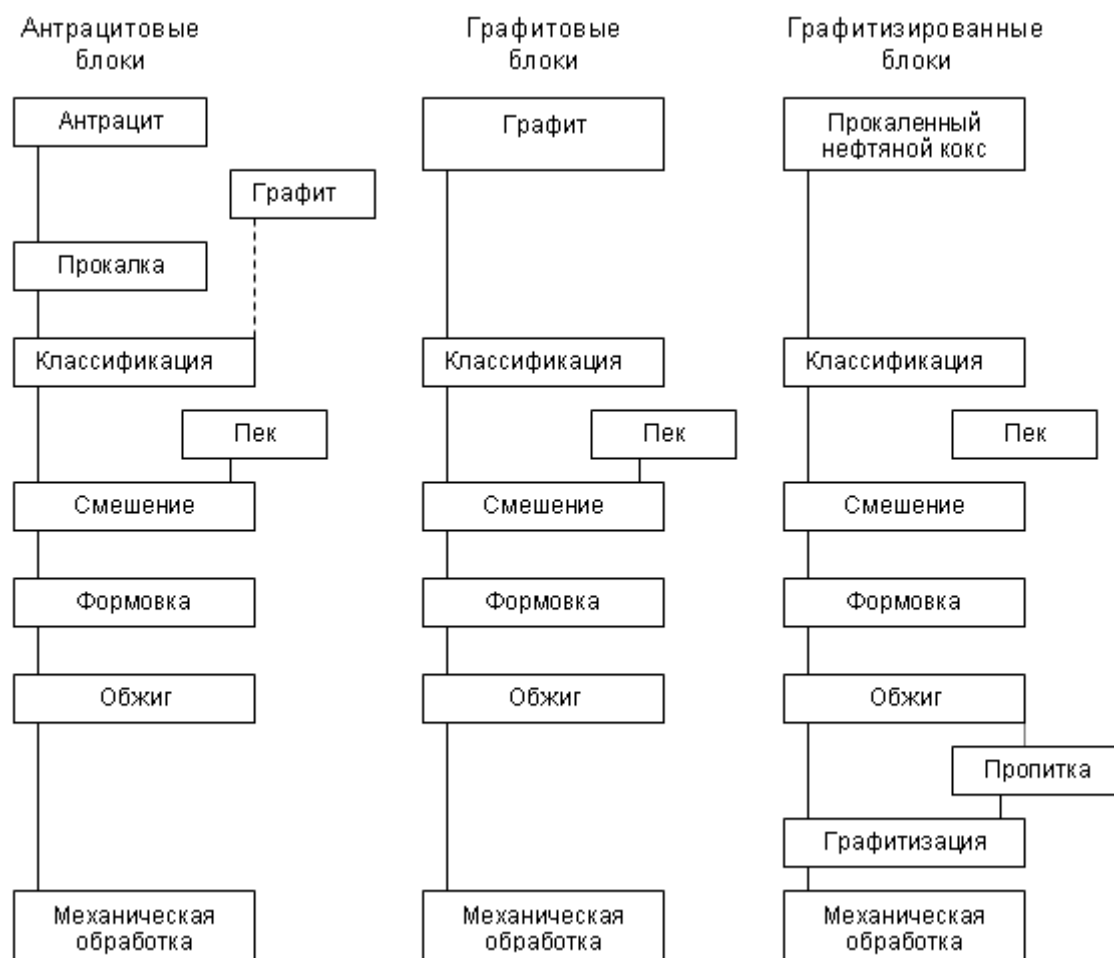 Антрацитовые
блоки
Антрацит
Графит
Прокалка
Классификация
Пек
Смешение
Формовка
Обжиг
Механическая
обработка
Графитовые
блоки
Графит
Классификация
Пек
Смешение
Формовка
Обжиг
Механическая
обработка
Графитизированные
блоки
Прокаленный
нефтяной кокс
Классификация
Пек
Смешение
Формовка
Обжиг
Пропитка
Графитизация
Механическая
обработка